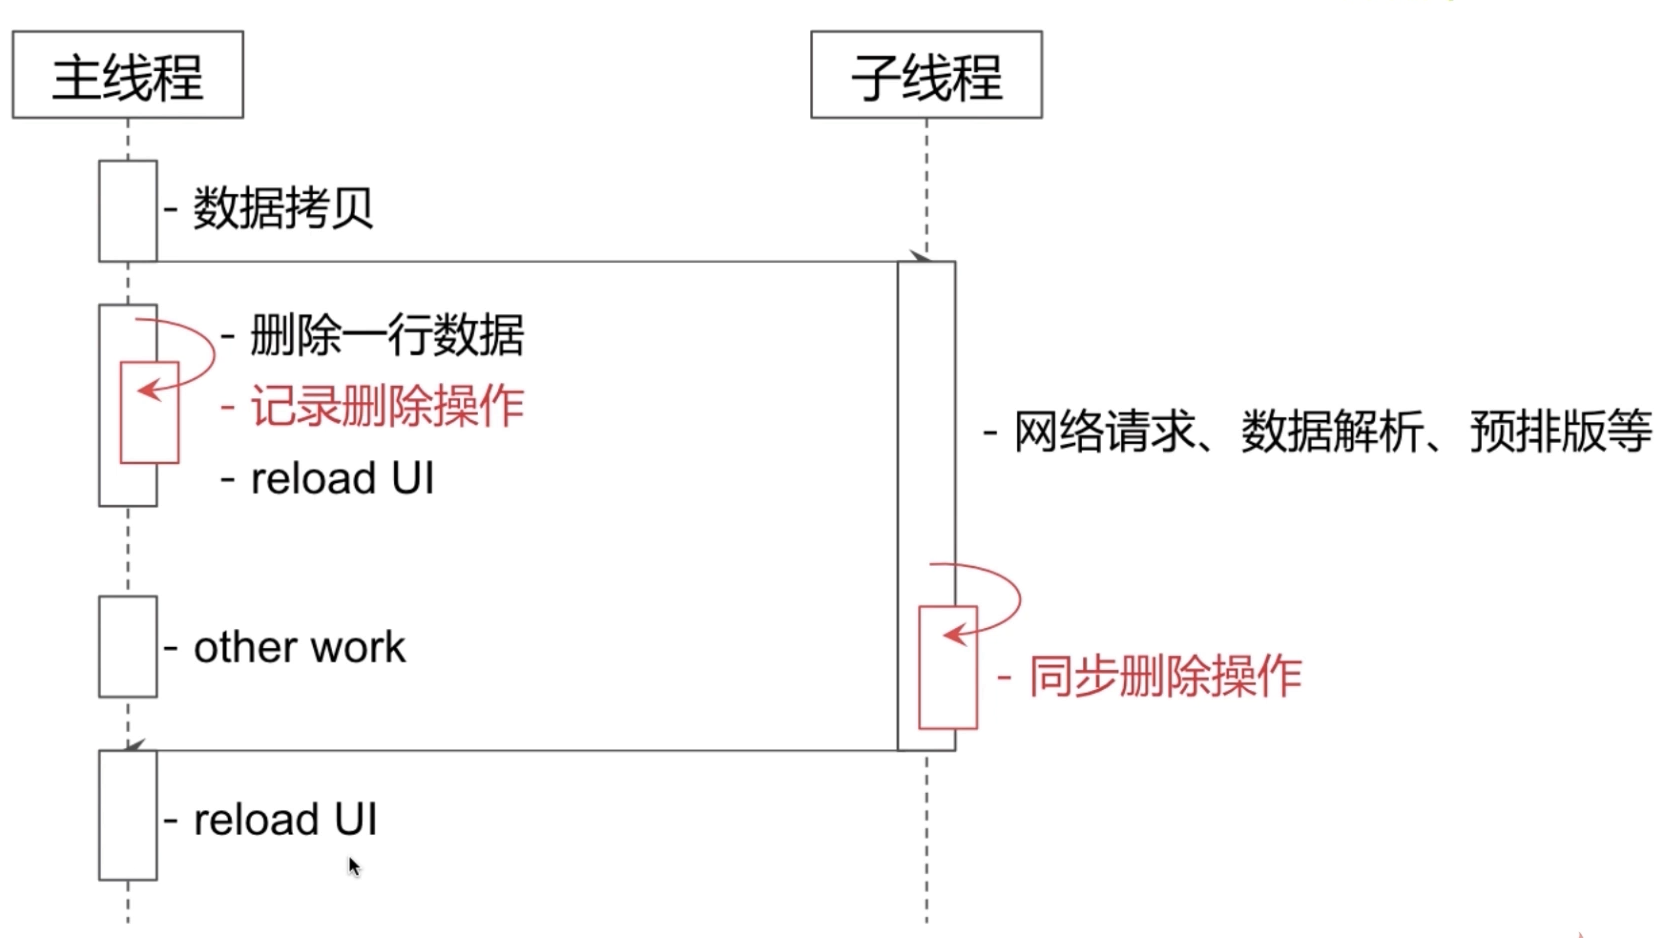 主线程
子线程
- 数据拷贝
- 删除一行数据
- 记录删除操作
- reload UI
- 网络请求、数据解析、预排版等
- other work
- 同步删除操作
- reload UI